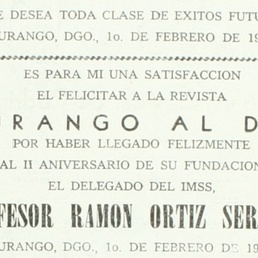 E DESEA TODA CLASE DE EXITOS FUTU
URANGO, DGO., 1o. DE FEBRERO DE 19
ES PARA MI UNA SATISFACCION
EL FELICITAR A LA REVISTA
URANGO AL D
POR HABER LLEGADO FELIZMENTE
AL II ANIVERSARIO DE SU FUNDACION
EL DELEGADO DEL IMSS,
FESOR RAMON ORTIZ SER
URANGO, DGO., 1o. DE FEBRERO DE 19